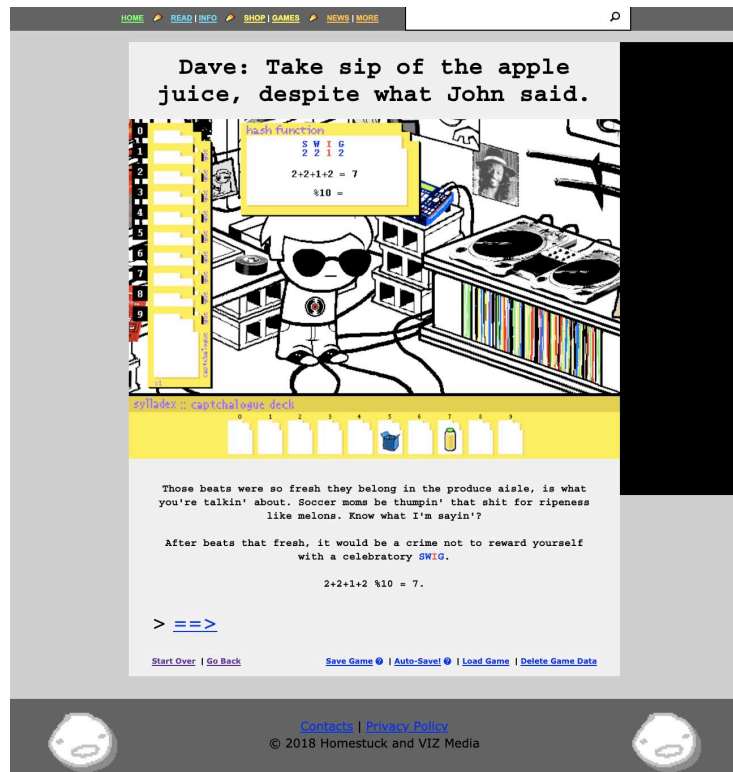 HOME READ | INFO SHOP | GAMES NEWS | MORE
Dave: Take sip of the apple
juice, despite what John said.
0
1
2
3
4
5
6
7
8
9
x1
captchalogue
hash function
S W I G
2 2 1 2
2+2+1+2 = 7
%10 =
sylladex :: captchalogue deck
0 1 2 3 4 5 6 7 8 9
Those beats were so fresh they belong in the produce aisle, is what
you're talkin' about. Soccer moms be thumpin' that shit for ripeness
like melons. Know what I'm sayin'?
After beats that fresh, it would be a crime not to reward yourself
with a celebratory SWIG.
2+2+1+2 %10 = 7.
> ==>
Start Over | Go Back Save Game ? | Auto-Save! ? | Load Game | Delete Game Data
Contacts | Privacy Policy
© 2018 Homestuck and VIZ Media